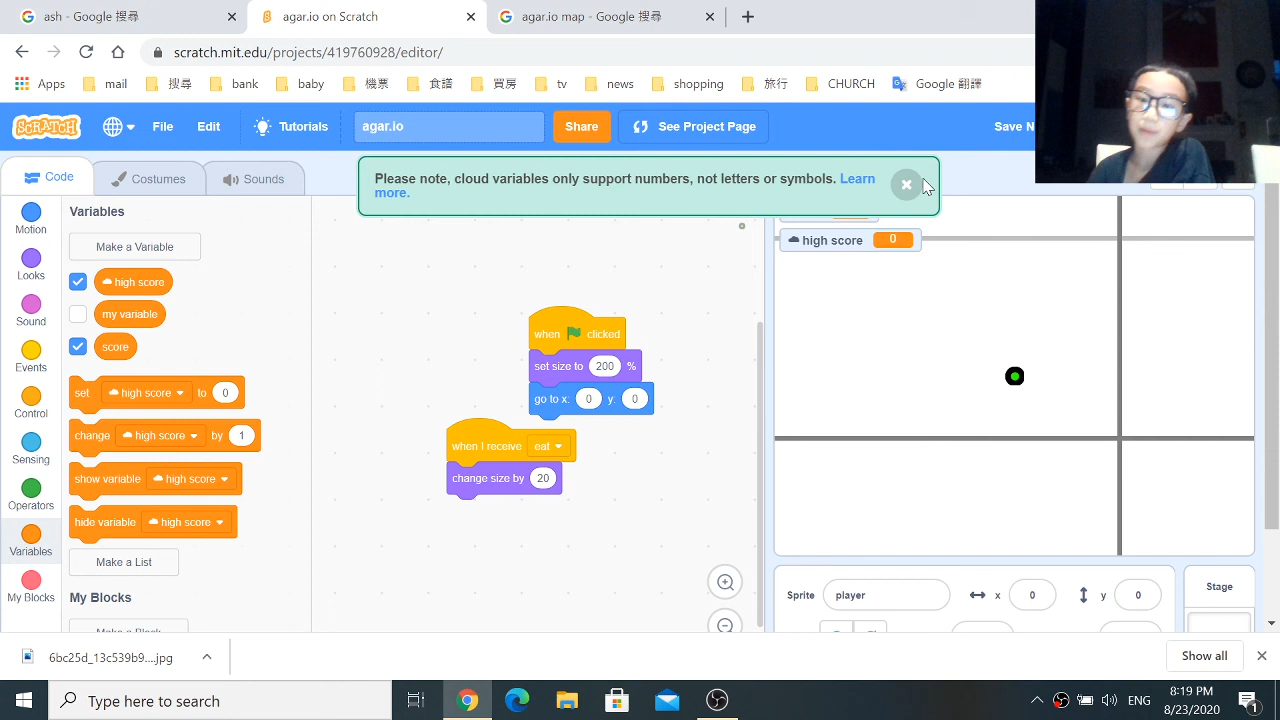 ash - Google 搜尋
agar.io on Scratch
agar.io map - Google 搜尋
scratch.mit.edu/projects/419760928/editor/
Apps mail 搜尋 bank baby 機票 食譜 買房 tv news shopping 旅行 CHURCH Google 翻譯
SCRATCH File Edit Tutorials agar.io Share See Project Page Save N
Code Costumes Sounds
Please note, cloud variables only support numbers, not letters or symbols. Learn
more.
Motion
Looks
Sound
Events
Control
Sensing
Operators
Variables
My Blocks
Variables
Make a Variable
high score
my variable
score
set high score to 0
change high score by 1
show variable high score
hide variable high score
Make a List
My Blocks
when clicked
set size to 200 %
go to x: 0 y: 0
when I receive eat
change size by 20
high score 0
Sprite player x 0 y 0
Stage
6bc25d_13c539b9....jpg
Show all
Type here to search
ENG
8:19 PM
8/23/2020
1